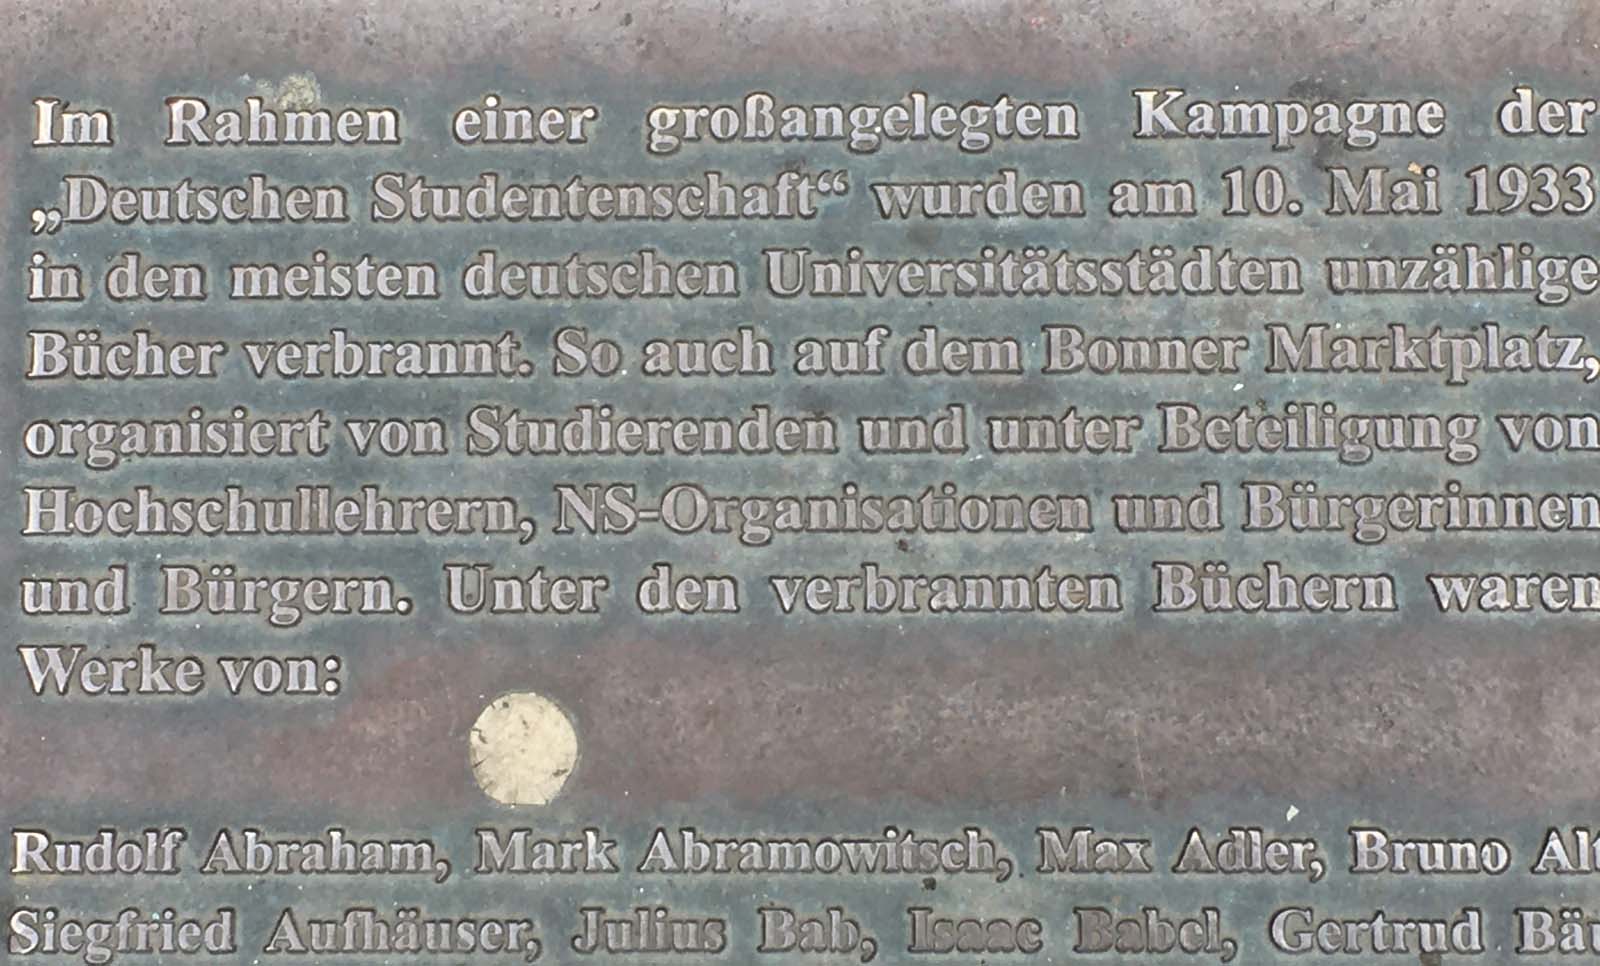 Im Rahmen einer großangelegten Kampagne der
„Deutschen Studentenschaft“ wurden am 10. Mai 1933
in den meisten deutschen Universitätsstädten unzählige
Bücher verbrannt. So auch auf dem Bonner Marktplatz,
organisiert von Studierenden und unter Beteiligung von
Hochschullehrern, NS-Organisationen und Bürgerinnen
und Bürgern. Unter den verbrannten Büchern waren
Werke von:
Rudolf Abraham, Mark Abramowitsch, Max Adler, Bruno
Siegfried Aufhäuser, Julius Bab, Isaac Babel, Gertrud